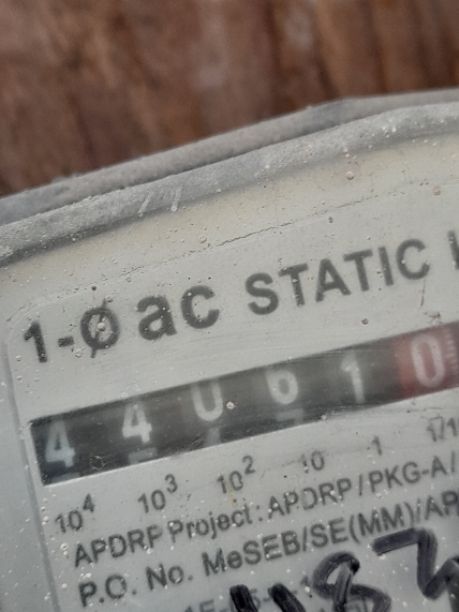 1-Ø ac STATIC
4 4 0 6 1 0
10⁴ 10³ 10² 10 1 1/10
APDRP Project: APDRP/PKG-A/
P.O. No. MeSEB/SE(MM)/AP